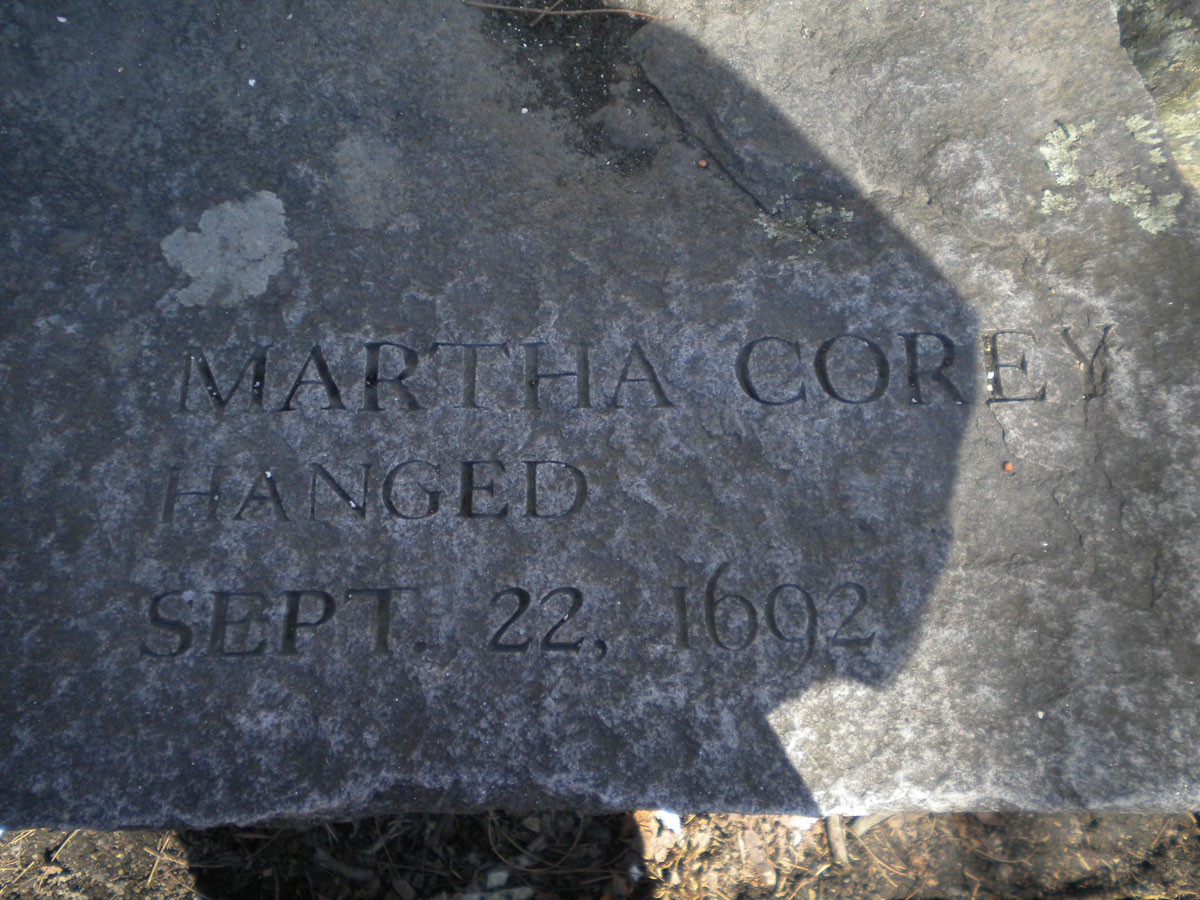 MARTHA COREY
HANGED
SEPT. 22, 1692